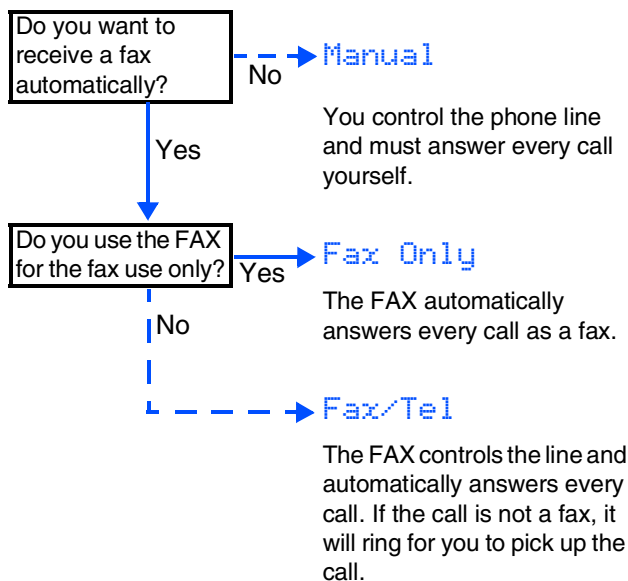 Do you want to
receive a fax
automatically?
No
Manual
You control the phone line
and must answer every call
yourself.
Yes
Do you use the FAX
for the fax use only?
Yes
Fax Only
The FAX automatically
answers every call as a fax.
No
Fax/Tel
The FAX controls the line and
automatically answers every
call. If the call is not a fax, it
will ring for you to pick up the
call.